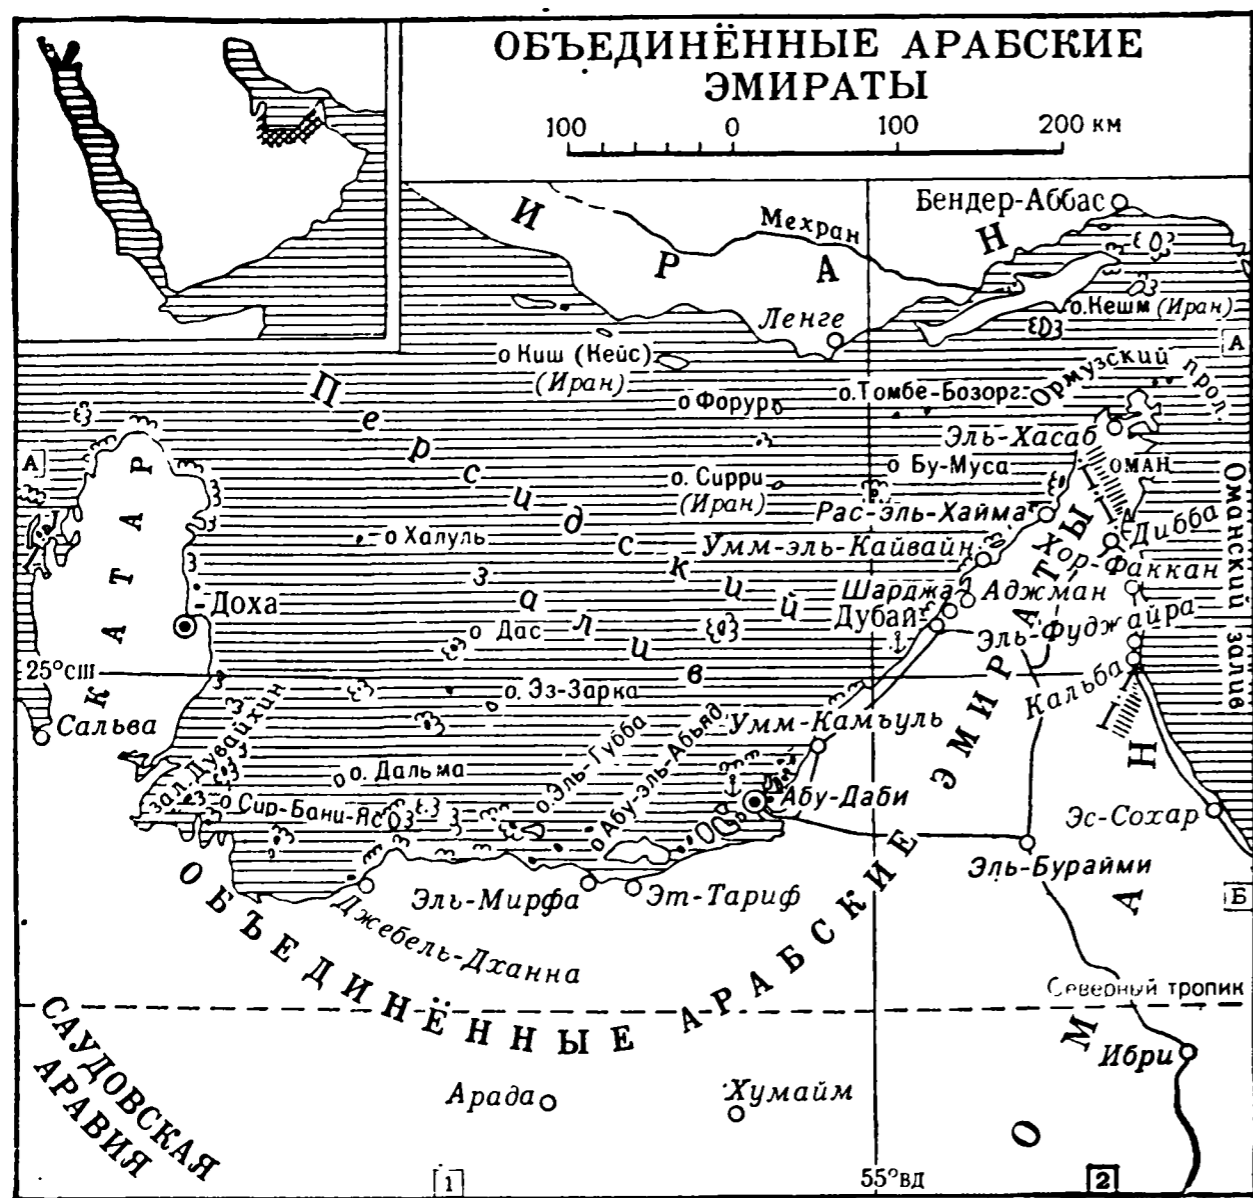 ОБЪЕДИНЁННЫЕ АРАБСКИЕ
ЭМИРАТЫ
100 0 100 200 км
ИРАН
Мехран
Бендер-Аббас
о.Кешм (Иран)
Ленге
А
о Киш (Кейс)
(Иран)
Ормузский прол.
о.Томбе-Бозорг
о Форур
Персидский залив
Эль-Хасаб
А
о Бу-Муса
ОМАН
о. Сирри
(Иран)
КАТАР
Рас-эль-Хайма
Дибба
Оманский залив
о Халуль
Умм-эль-Кайвайн
Хор-Факкан
Шарджа
Аджман
Доха
Дубай
о Дас
Эль-Фуджайра
25°СШ
о. Эз-Зарка
Кальба
Сальва
зал. Дувайхин
Умм-Камъуль
о. Дальма
о.Эль-Губба
о Абу-эль-Абьяд
о Сир-Бани-Яс
Абу-Даби
Эс-Сохар
Эль-Бурайми
Эль-Мирфа
Эт-Тариф
Б
Джебель-Дханна
ОБЪЕДИНЁННЫЕ АРАБСКИЕ ЭМИРАТЫ
Северный тропик
САУДОВСКАЯ
АРАВИЯ
ОМАН
Ибри
Арада
Хумайм
1
55°ВД
2